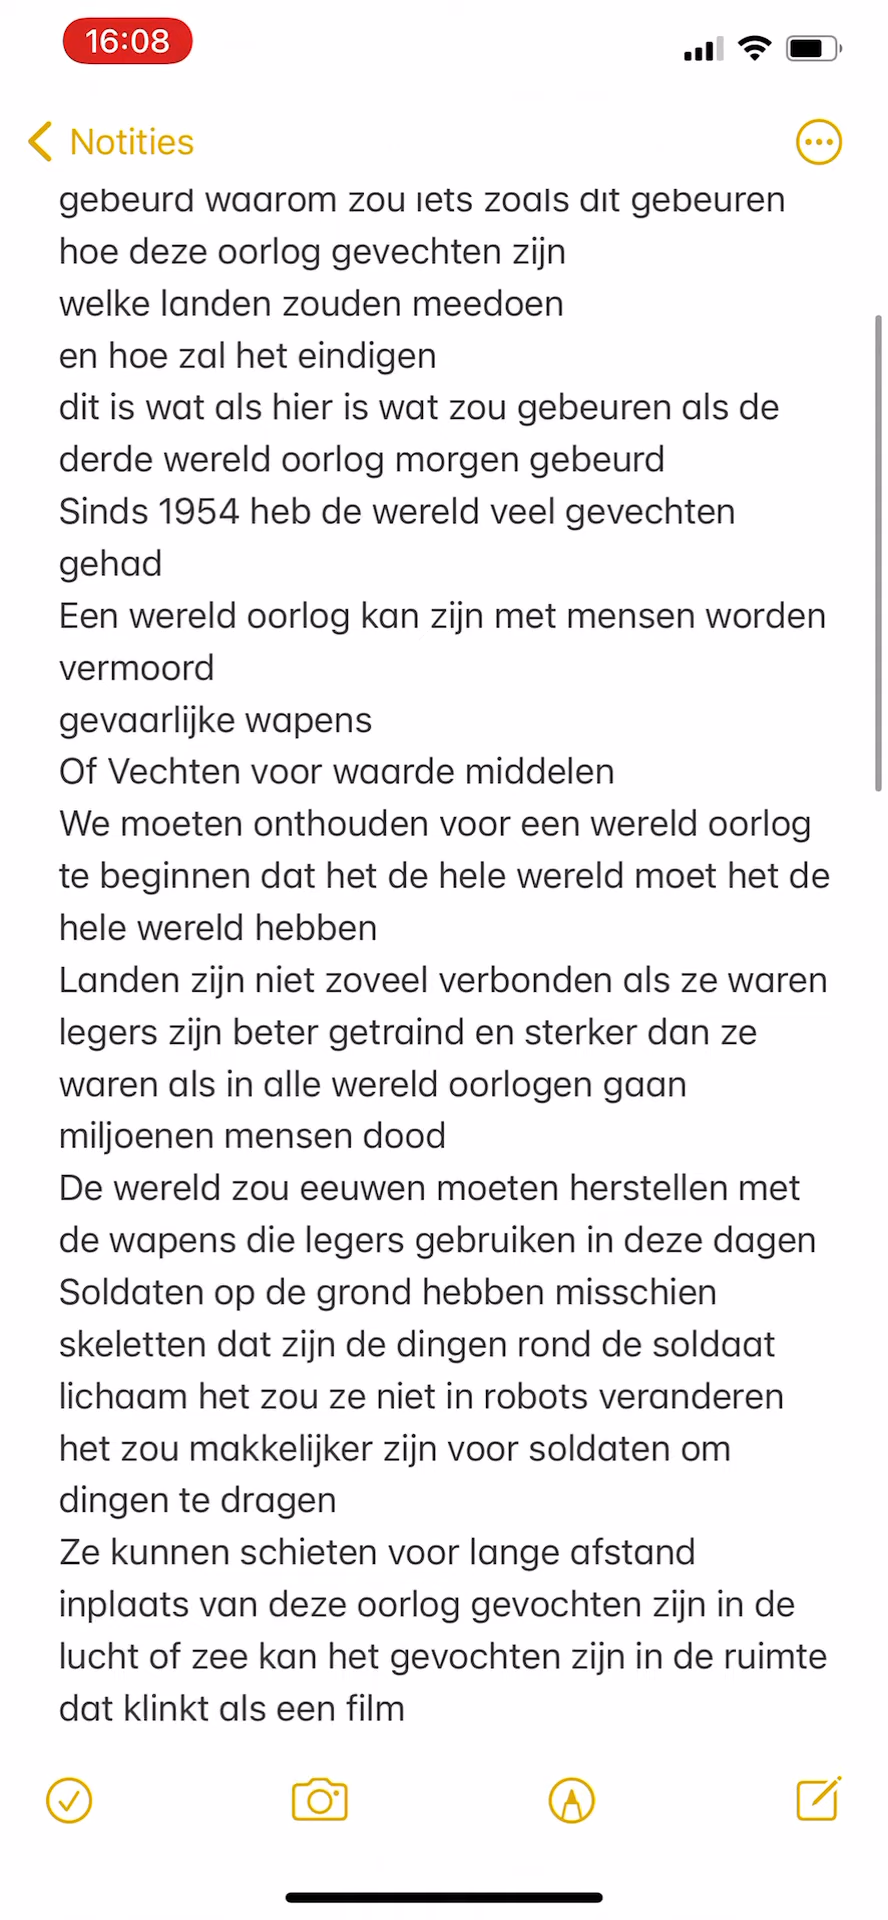 16:08
Notities
gebeurd waarom zou iets zoals dit gebeuren
hoe deze oorlog gevechten zijn
welke landen zouden meedoen
en hoe zal het eindigen
dit is wat als hier is wat zou gebeuren als de
derde wereld oorlog morgen gebeurd
Sinds 1954 heb de wereld veel gevechten
gehad
Een wereld oorlog kan zijn met mensen worden
vermoord
gevaarlijke wapens
Of Vechten voor waarde middelen
We moeten onthouden voor een wereld oorlog
te beginnen dat het de hele wereld moet het de
hele wereld hebben
Landen zijn niet zoveel verbonden als ze waren
legers zijn beter getraind en sterker dan ze
waren als in alle wereld oorlogen gaan
miljoenen mensen dood
De wereld zou eeuwen moeten herstellen met
de wapens die legers gebruiken in deze dagen
Soldaten op de grond hebben misschien
skeletten dat zijn de dingen rond de soldaat
lichaam het zou ze niet in robots veranderen
het zou makkelijker zijn voor soldaten om
dingen te dragen
Ze kunnen schieten voor lange afstand
inplaats van deze oorlog gevochten zijn in de
lucht of zee kan het gevochten zijn in de ruimte
dat klinkt als een film